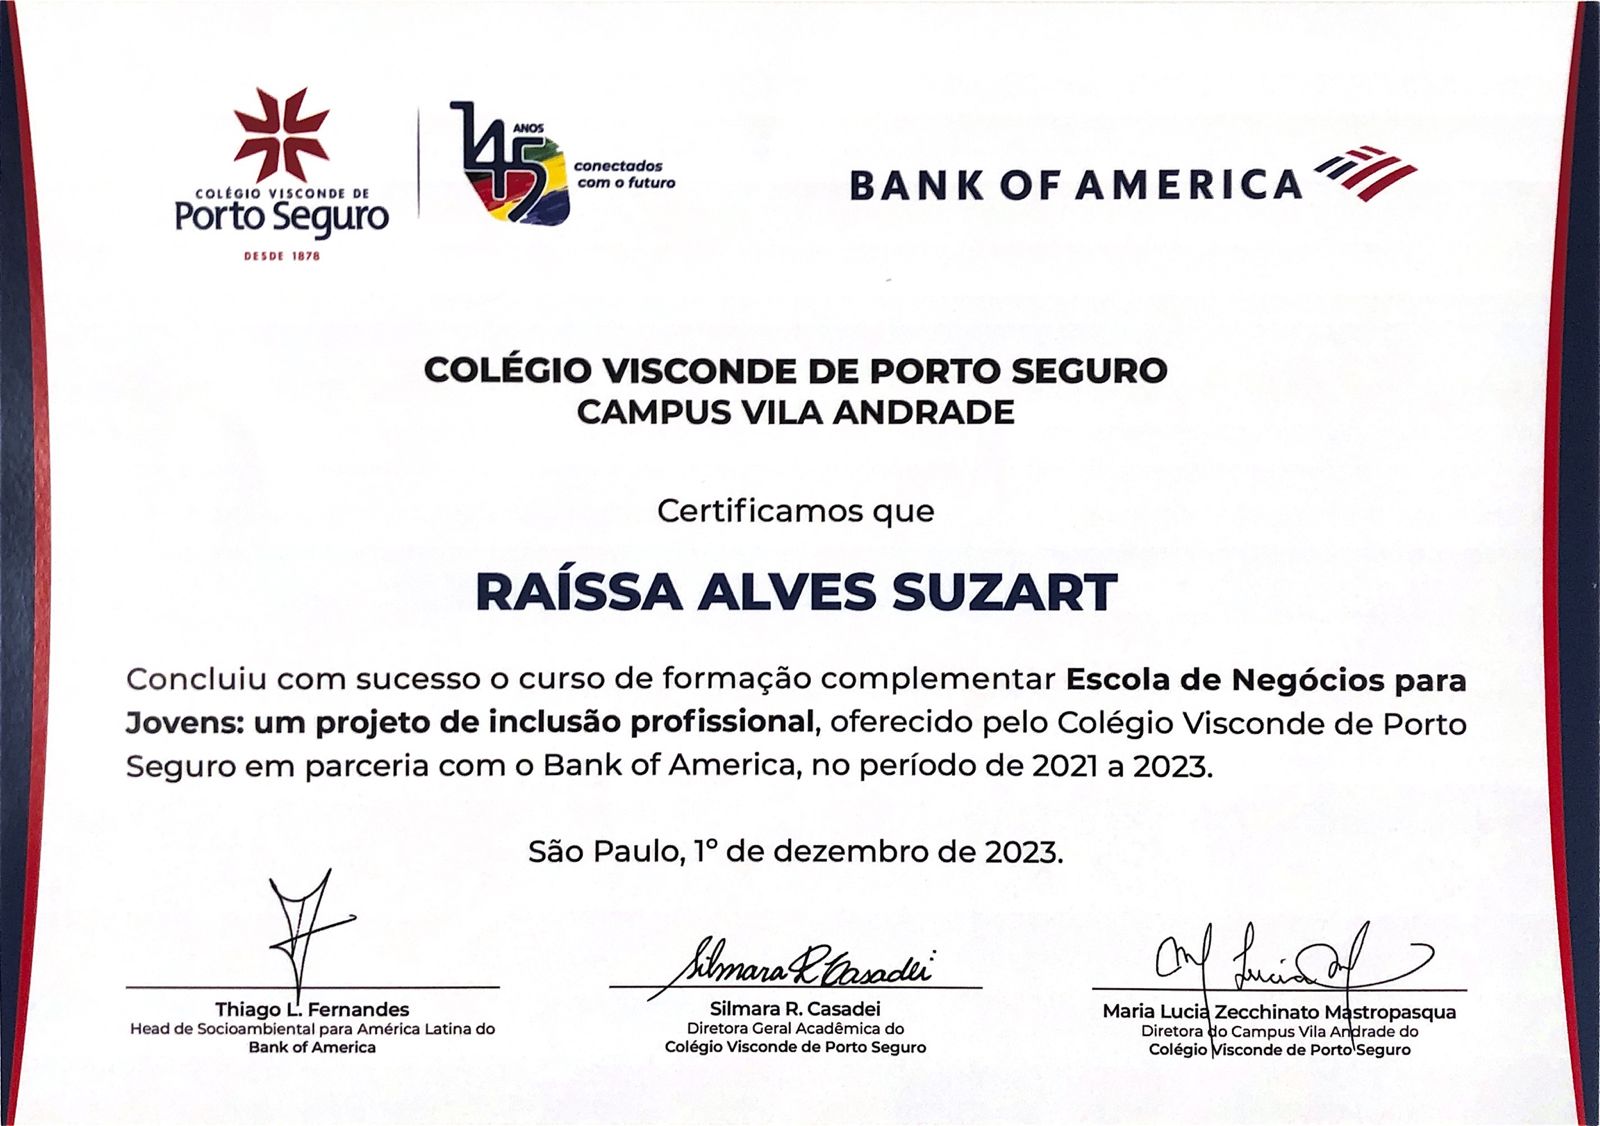 COLÉGIO VISCONDE DE
Porto Seguro
DESDE 1878
145 ANOS
conectados
com o futuro
BANK OF AMERICA
COLÉGIO VISCONDE DE PORTO SEGURO
CAMPUS VILA ANDRADE
Certificamos que
RAÍSSA ALVES SUZART
Concluiu com sucesso o curso de formação complementar Escola de Negócios para
Jovens: um projeto de inclusão profissional, oferecido pelo Colégio Visconde de Porto
Seguro em parceria com o Bank of America, no período de 2021 a 2023.
São Paulo, 1º de dezembro de 2023.
Silmara R Casadei
M Lucia M
Thiago L. Fernandes
Head de Socioambiental para América Latina do
Bank of America
Silmara R. Casadei
Diretora Geral Acadêmica do
Colégio Visconde de Porto Seguro
Maria Lucia Zecchinato Mastropasqua
Diretora do Campus Vila Andrade do
Colégio Visconde de Porto Seguro